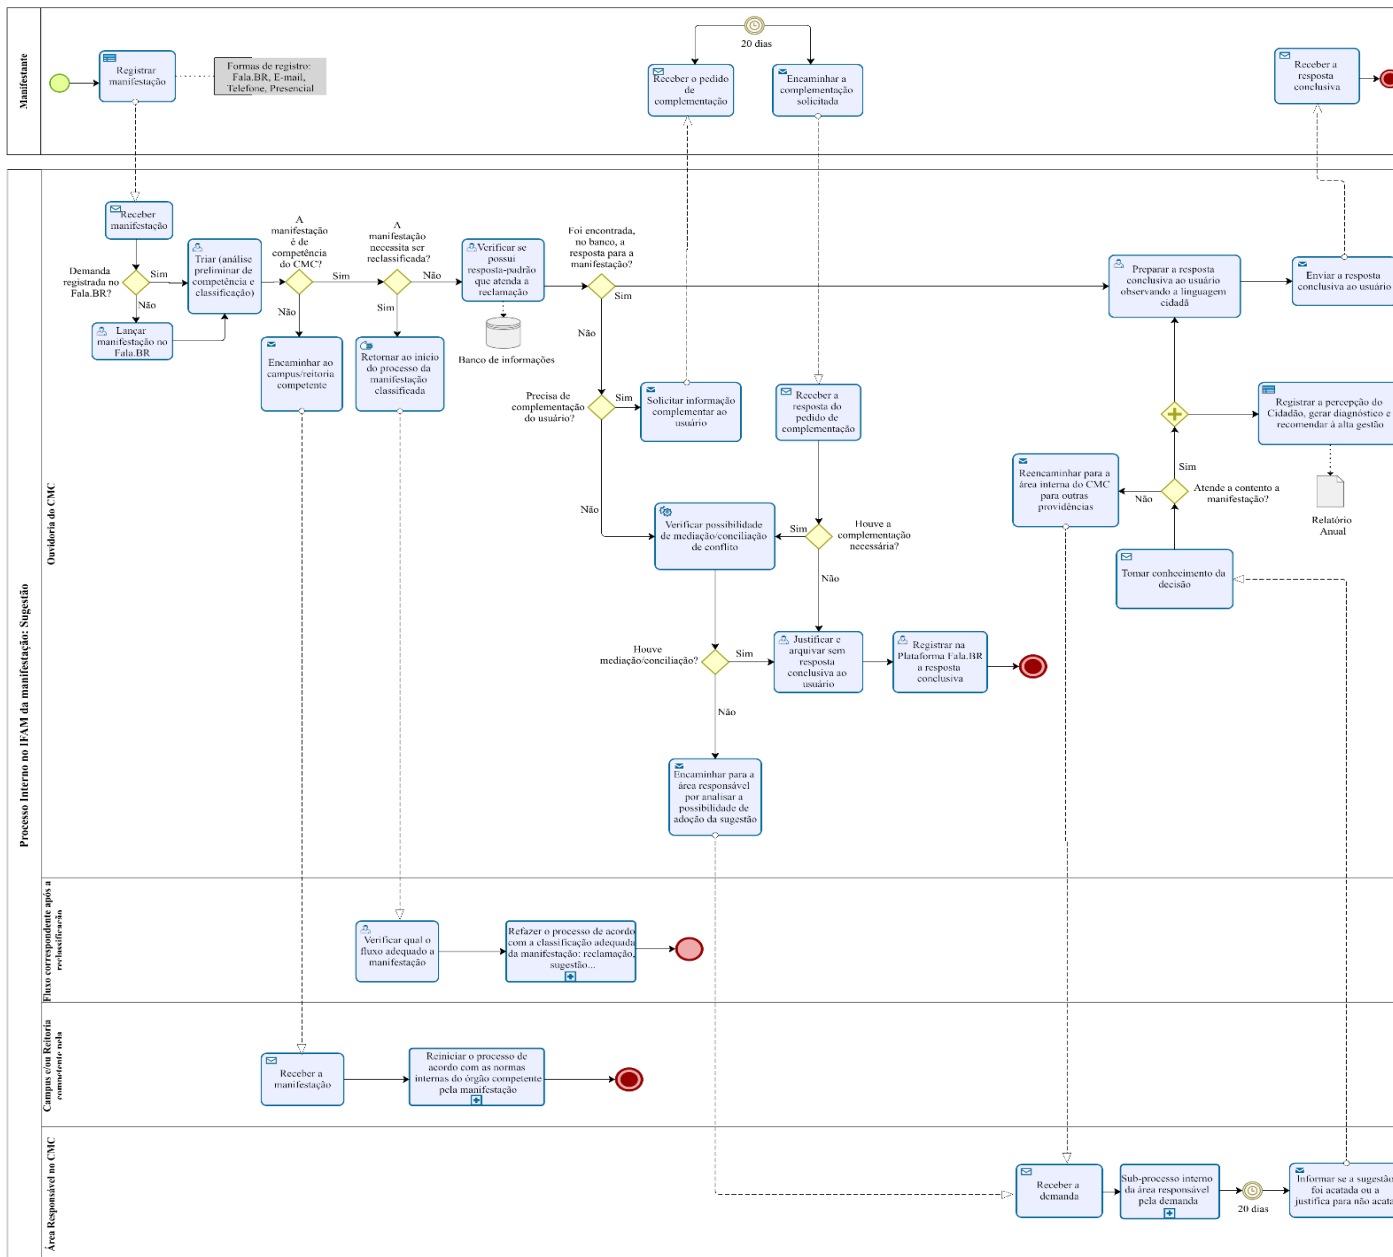 Manifestante
Registrar
manifestação
Formas de registro:
Fala.BR, E-mail,
Telefone, Presencial
20 dias
Receber o pedido
de
complementação
Encaminhar a
complementação
solicitada
Receber a
resposta
conclusiva
Processo Interno no IFAM da manifestação: Sugestão
Ouvidoria do CMC
Receber
manifestação
Demanda
registrada no
Fala.BR?
Sim
Não
Lançar
manifestação no
Fala.BR
Triar (análise
preliminar de
competência e
classificação)
A
manifestação
é de
competência
do CMC?
Sim
Não
Encaminhar ao
campus/reitoria
competente
A
manifestação
necessita ser
reclassificada?
Não
Sim
Retornar ao início
do processo da
manifestação
classificada
Verificar se
possui
resposta-padrão
que atenda a
reclamação
Banco de informações
Foi encontrada,
no banco, a
resposta para a
manifestação?
Sim
Não
Precisa de
complementação
do usuário?
Sim
Não
Solicitar informação
complementar ao
usuário
Receber a
resposta do
pedido de
complementação
Verificar possibilidade
de mediação/conciliação
de conflito
Sim
Houve a
complementação
necessária?
Não
Houve
mediação/conciliação?
Sim
Não
Justificar e
arquivar sem
resposta
conclusiva ao
usuário
Registrar na
Plataforma Fala.BR
a resposta
conclusiva
Encaminhar para a
área responsável
por analisar a
possibilidade de
adoção da sugestão
Preparar a resposta
conclusiva ao usuário
observando a linguagem
cidadã
Enviar a resposta
conclusiva ao usuário
Registrar a percepção do
Cidadão, gerar diagnóstico e
recomendar à alta gestão
Relatório
Anual
Sim
Atende a contento a
manifestação?
Não
Reencaminhar para a
área interna do CMC
para outras
providências
Tomar conhecimento da
decisão
Fluxo correspondente após a
reclassificação
Verificar qual o
fluxo adequado a
manifestação
Refazer o processo de acordo
com a classificação adequada
da manifestação: reclamação,
sugestão...
Campus e/ou Reitoria
competente pela
Receber a
manifestação
Reiniciar o processo de
acordo com as normas
internas do órgão competente
pela manifestação
Área Responsável no CMC
Receber a
demanda
Sub-processo interno
da área responsável
pela demanda
20 dias
Informar se a sugestão
foi acatada ou a
justifica para não acata